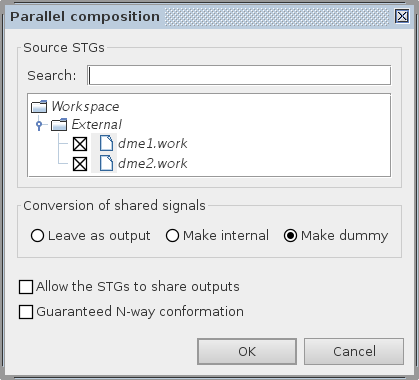 Parallel composition
Source STGs
Search:
Workspace
External
dme1.work
dme2.work
Conversion of shared signals
Leave as output Make internal Make dummy
Allow the STGs to share outputs
Guaranteed N-way conformation
OK Cancel